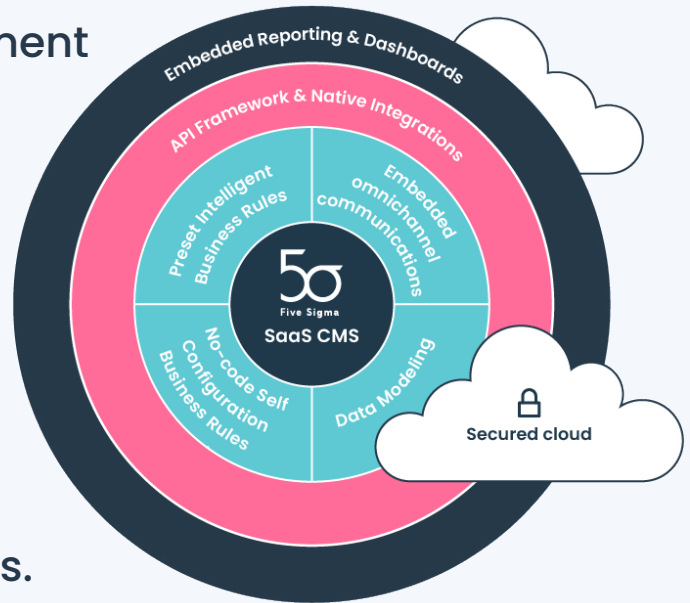 nent
Embedded Reporting & Dashboards
API Framework & Native Integrations
Preset Intelligent
Business Rules
Embedded
omnichannel
communications
5σ
Five Sigma
SaaS CMS
No-code Self
Configuration
Business Rules
Data Modeling
Secured cloud
s.